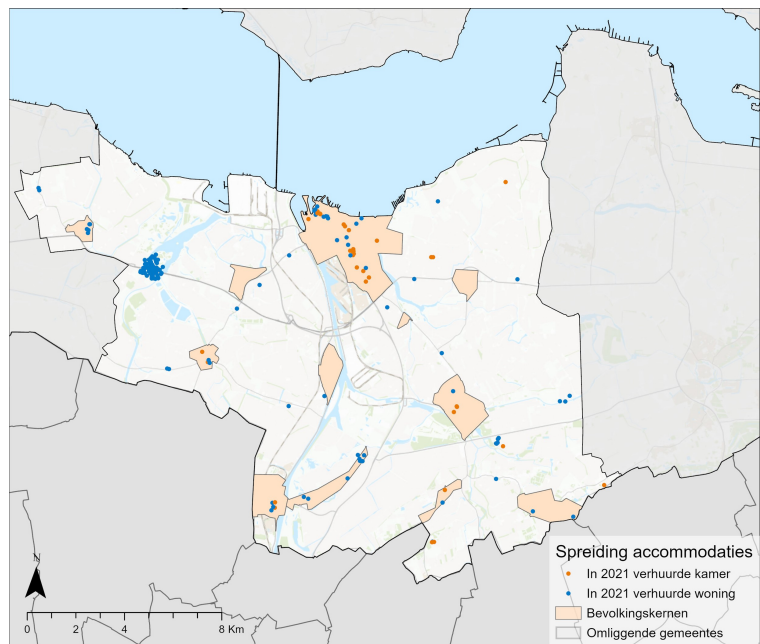 N
0 2 4 8 Km
Spreiding accommodaties
In 2021 verhuurde kamer
In 2021 verhuurde woning
Bevolkingskernen
Omliggende gemeentes